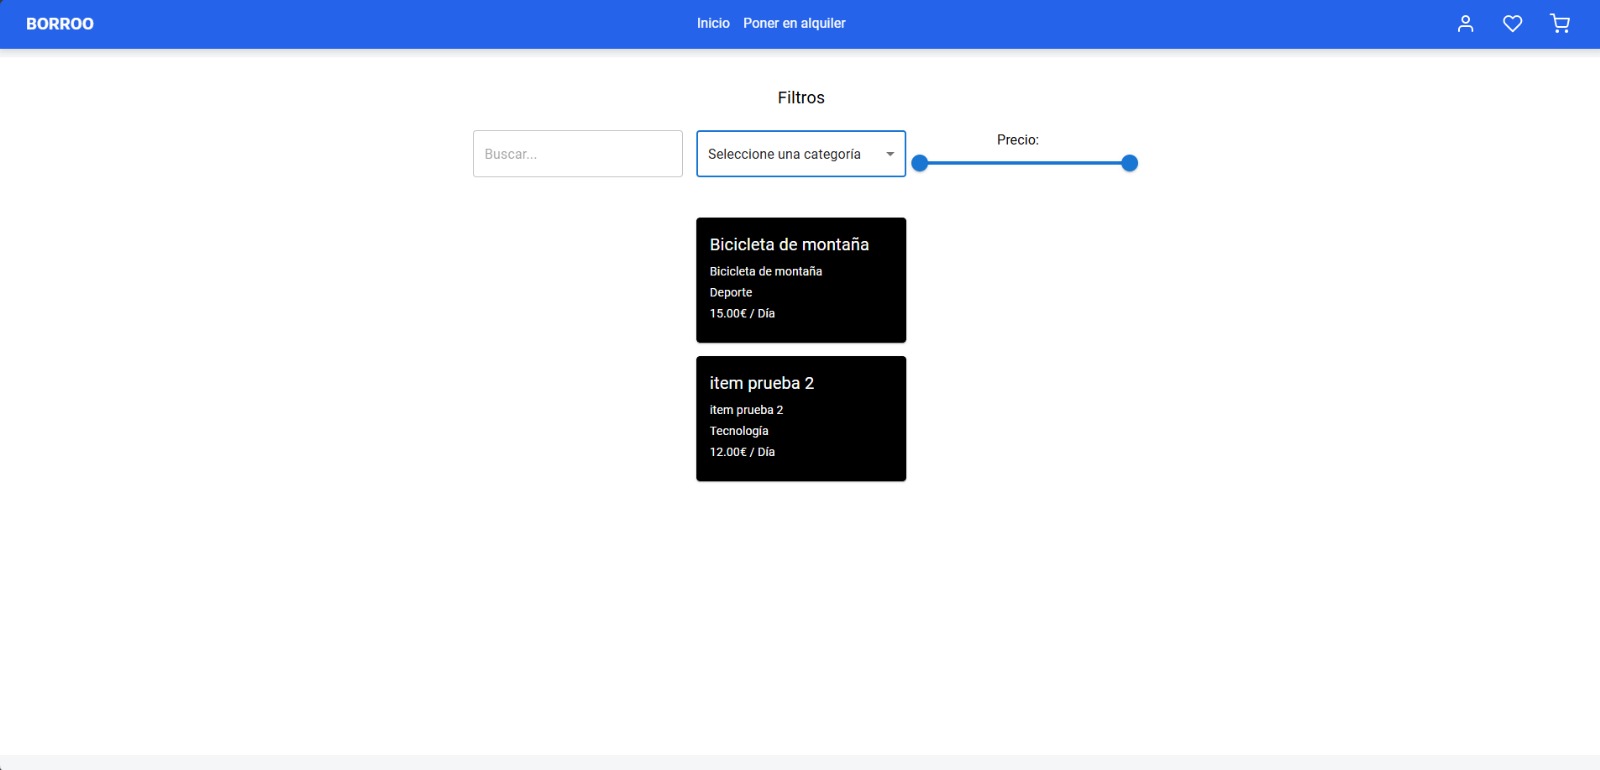 BORROO
Inicio Poner en alquiler
Filtros
Buscar...
Seleccione una categoría
Precio:
Bicicleta de montaña
Bicicleta de montaña
Deporte
15.00€ / Día
item prueba 2
item prueba 2
Tecnología
12.00€ / Día